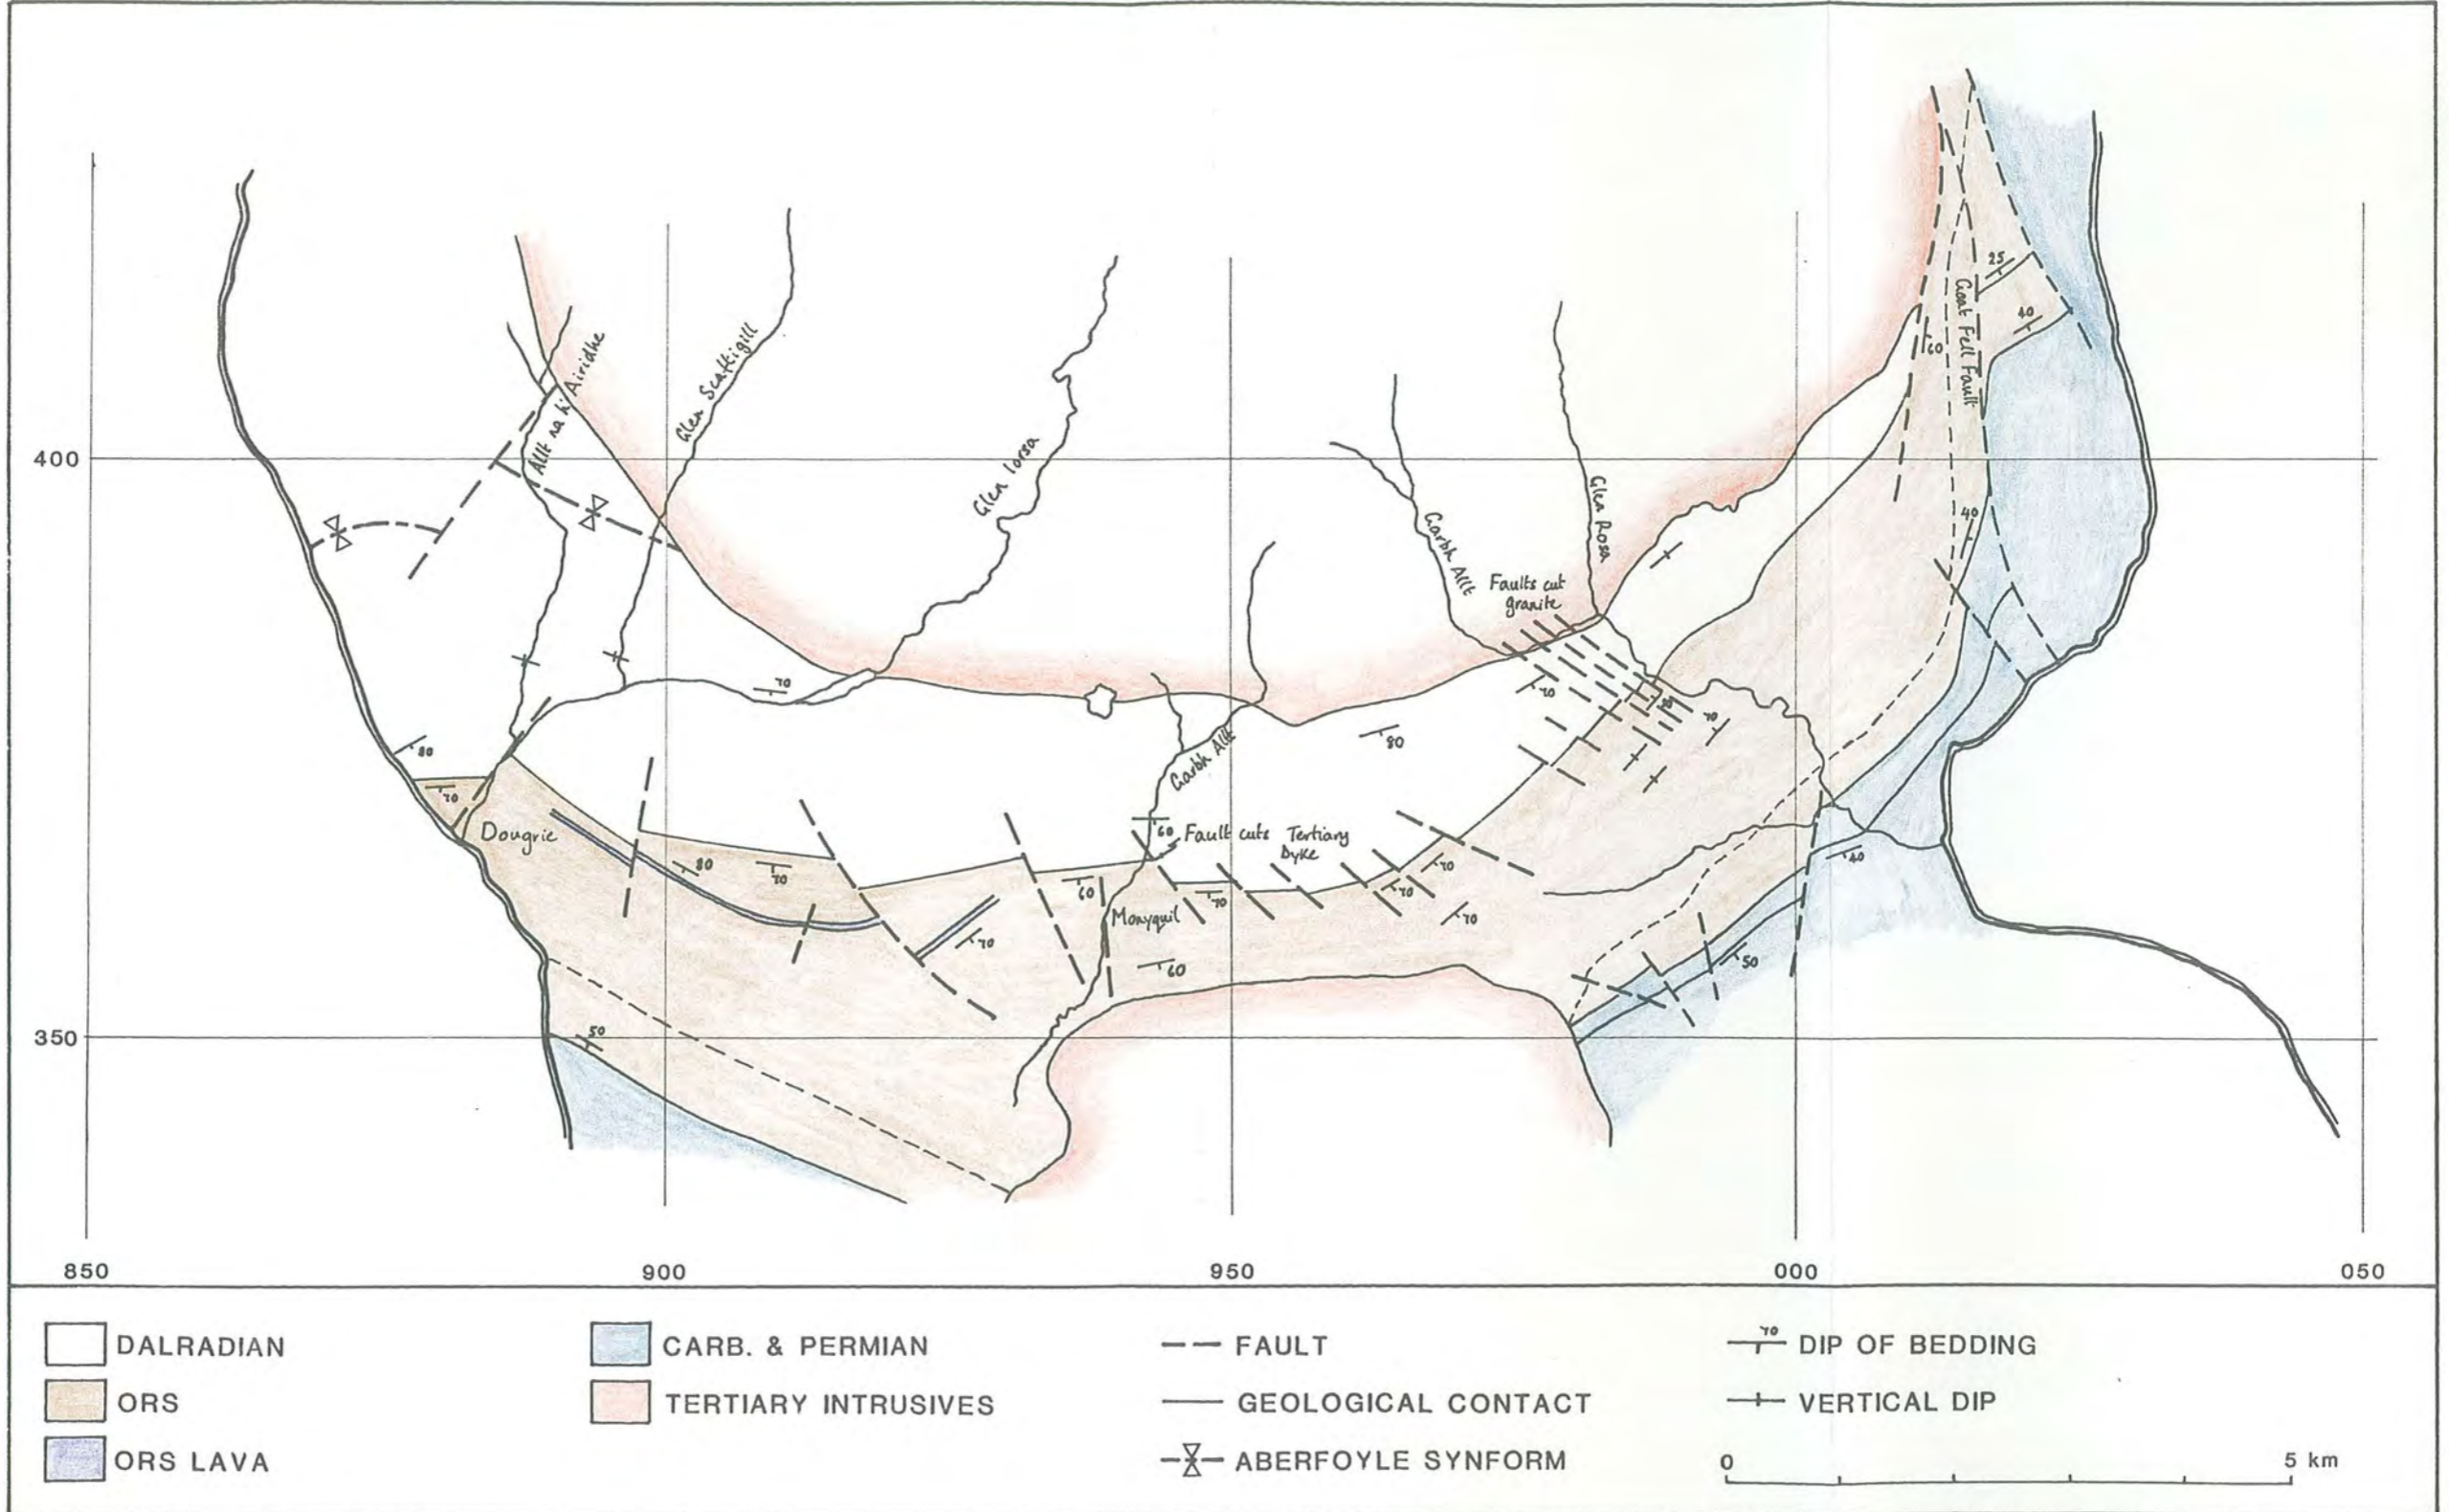 25
40
Goat Fell Fault
60
Allt na h'Airidhe
Glen Scaftigill
Glen Iorsa
400
Garbh Allt
Glen Rosa
40
Faults cut
granite
70
70
70
70
80
80
Garbh Allt
70
Dougrie
80
70
60
Fault cuts Tertiary
Dyke
60
70
70
70
70
40
Monyquil
70
60
50
350
50
850
900
950
000
050
DALRADIAN
ORS
ORS LAVA
CARB. & PERMIAN
TERTIARY INTRUSIVES
FAULT
GEOLOGICAL CONTACT
ABERFOYLE SYNFORM
70
DIP OF BEDDING
VERTICAL DIP
0
5 km